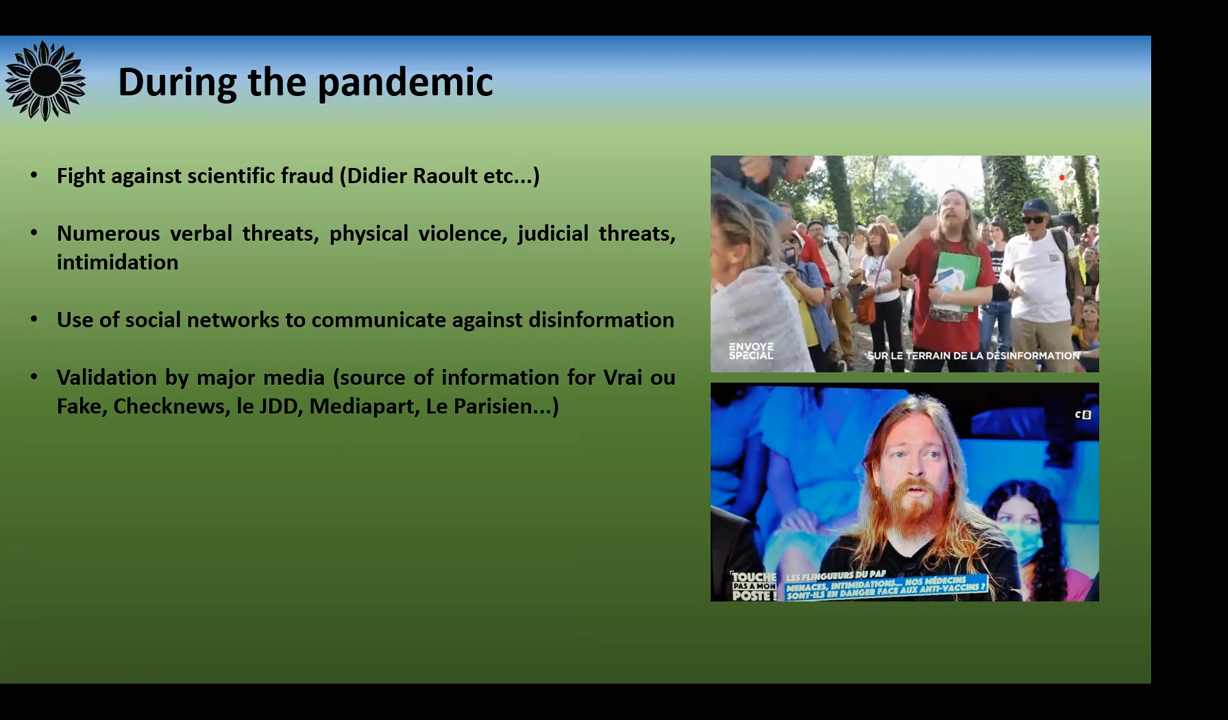 During the pandemic
• Fight against scientific fraud (Didier Raoult etc...)
• Numerous verbal threats, physical violence, judicial threats,
intimidation
• Use of social networks to communicate against disinformation
• Validation by major media (source of information for Vrai ou
Fake, Checknews, le JDD, Mediapart, Le Parisien...)
2
ENVOYE
SPECIAL
SUR LE TERRAIN DE LA DÉSINFORMATION
C8
TOUCHE
PAS A MON
POSTE !
LES FLINGUEURS DU PAF
MENACES, INTIMIDATIONS... NOS MÉDECINS
SONT-ILS EN DANGER FACE AUX ANTI-VACCINS ?